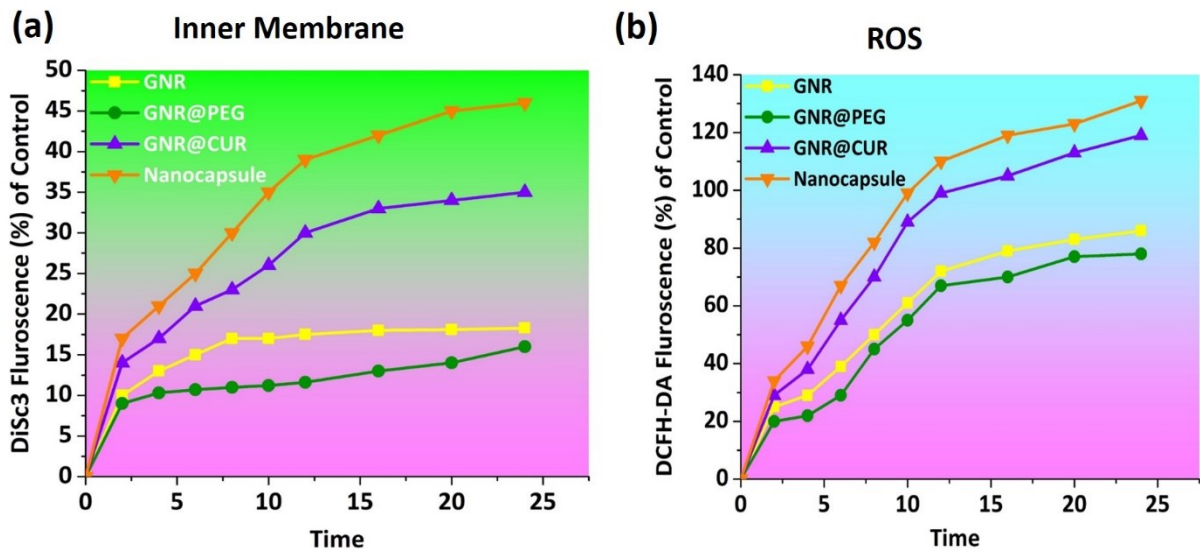 (a)
Inner Membrane
DiSc3 Fluroscence (%) of Control
50
45
40
35
30
25
20
15
10
5
0
GNR
GNR@PEG
GNR@CUR
Nanocapsule
0 5 10 15 20 25
Time
(b)
ROS
DCFH-DA Fluroscence (%) of Control
140
120
100
80
60
40
20
0
GNR
GNR@PEG
GNR@CUR
Nanocapsule
0 5 10 15 20 25
Time